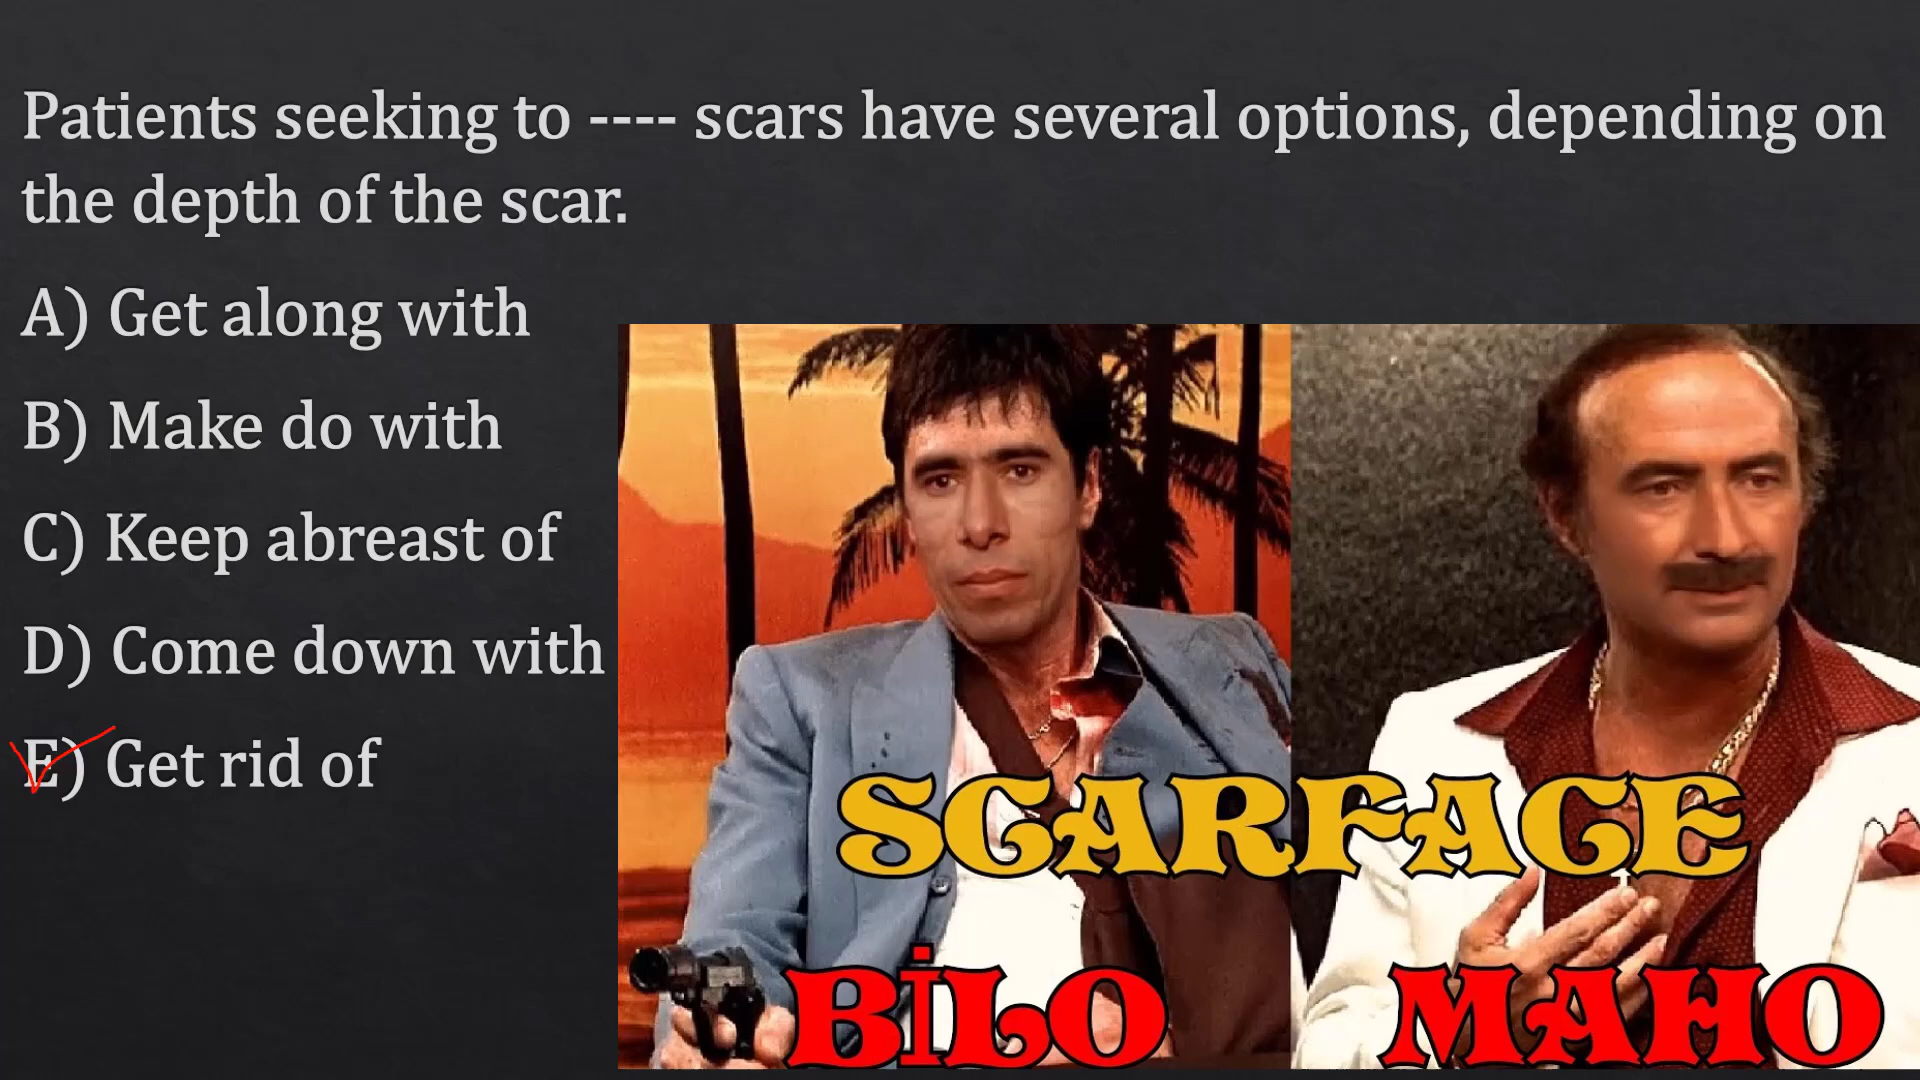 Patients seeking to ---- scars have several options, depending on
the depth of the scar.
A) Get along with
B) Make do with
C) Keep abreast of
D) Come down with
E) Get rid of
SCARFACE
BİLO MAHO